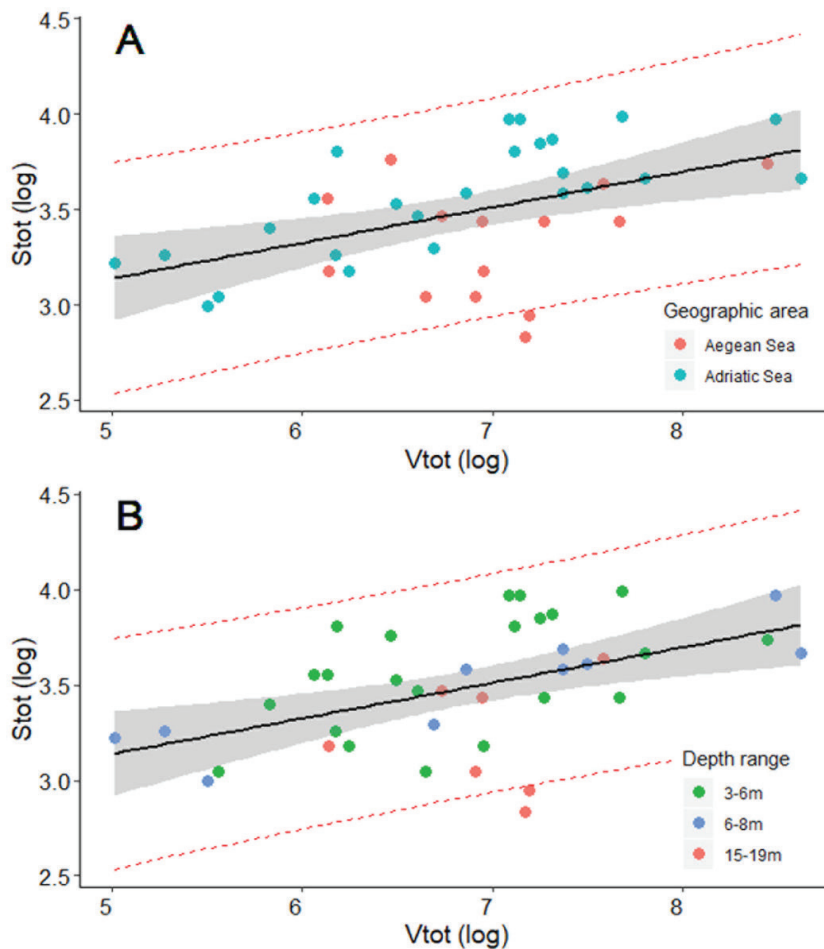 A
4.5
4.0
3.5
3.0
2.5
Stot (log)
5 6 7 8
Vtot (log)
Geographic area
Aegean Sea
Adriatic Sea
B
4.5
4.0
3.5
3.0
2.5
Stot (log)
5 6 7 8
Vtot (log)
Depth range
3-6m
6-8m
15-19m